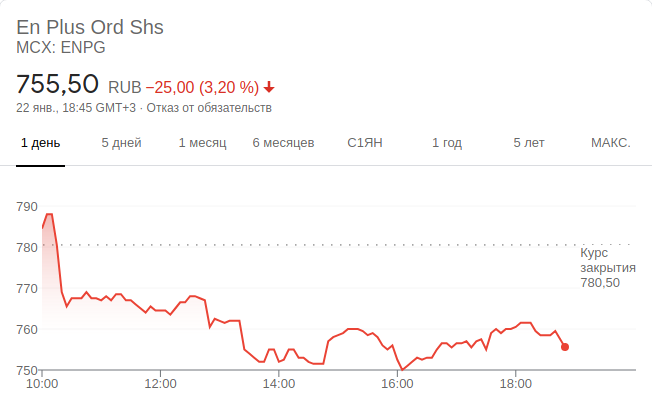 En Plus Ord Shs
MCX: ENPG
755,50 RUB −25,00 (3,20 %)
22 янв., 18:45 GMT+3 · Отказ от обязательств
1 день 5 дней 1 месяц 6 месяцев С1ЯН 1 год 5 лет МАКС.
790
780
770
760
750
Курс
закрытия
780,50
10:00 12:00 14:00 16:00 18:00